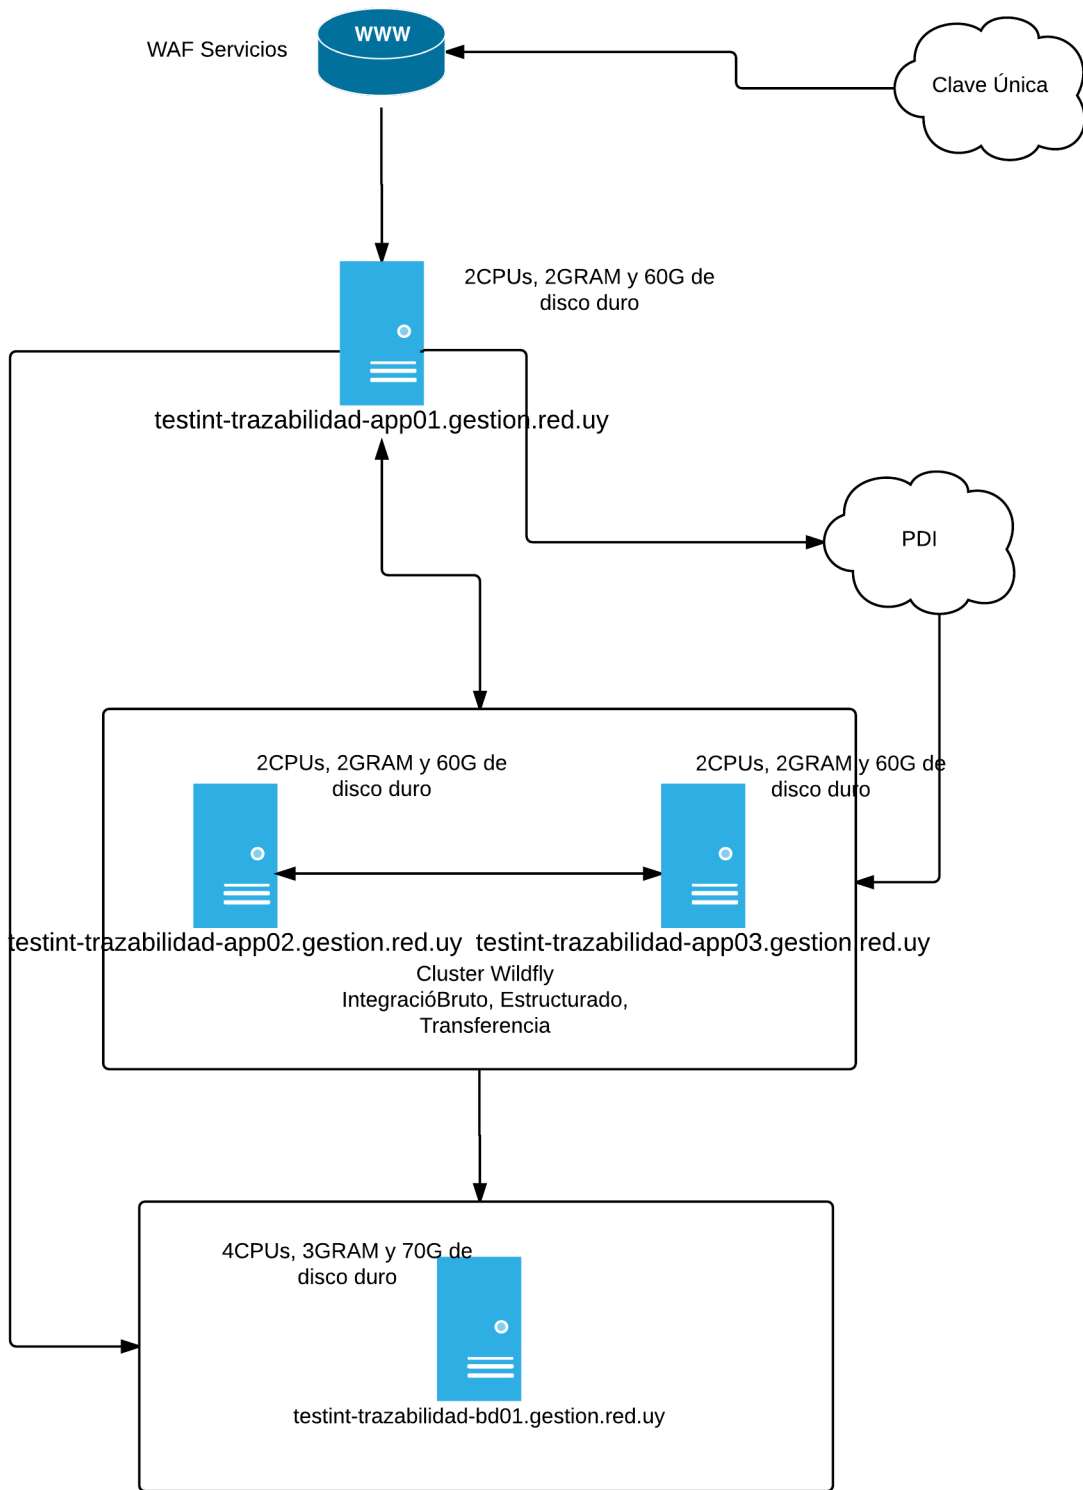 WWW
WAF Servicios
Clave Única
2CPUs, 2GRAM y 60G de
disco duro
testint-trazabilidad-app01.gestion.red.uy
PDI
2CPUs, 2GRAM y 60G de
disco duro
2CPUs, 2GRAM y 60G de
disco duro
testint-trazabilidad-app02.gestion.red.uy
testint-trazabilidad-app03.gestion.red.uy
Cluster Wildfly
IntegracióBruto, Estructurado,
Transferencia
4CPUs, 3GRAM y 70G de
disco duro
testint-trazabilidad-bd01.gestion.red.uy